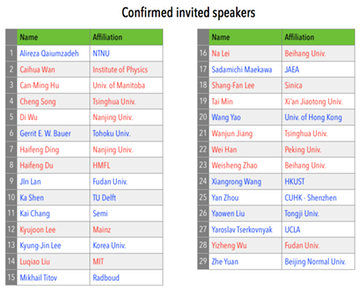 Confirmed invited speakers
Name Affiliation
1 Alireza Qaiumzadeh NTNU
2 Caihua Wan Institute of Physics
3 Can-Ming Hu Univ. of Manitoba
4 Cheng Song Tsinghua Univ.
5 Di Wu Nanjing Univ.
6 Gerrit E. W. Bauer Tohoku Univ.
7 Haifeng Ding Nanjing Univ.
8 Haifeng Du HMFL
9 JIn Lan Fudan Univ.
10 Ka Shen TU Delft
11 Kai Chang Semi
12 Kyujoon Lee Mainz
13 Kyung-Jin Lee Korea Univ.
14 Luqiao Liu MIT
15 Mikhail Titov Radboud
Name Affiliation
16 Na Lei Beihang Univ.
17 Sadamichi Maekawa JAEA
18 Shang-Fan Lee Sinica
19 Tai Min Xi'an Jiaotong Univ.
20 Wang Yao Univ. of Hong Kong
21 Wanjun Jiang Tsinghua Univ.
22 Wei Han Peking Univ.
23 Weisheng Zhao Beihang Univ.
24 Xiangrong Wang HKUST
25 Yan Zhou CUHK - Shenzhen
26 Yaowen Liu Tongji Univ.
27 Yaroslav Tserkovnyak UCLA
28 Yizheng Wu Fudan Univ.
29 Zhe Yuan Beijing Normal Univ.